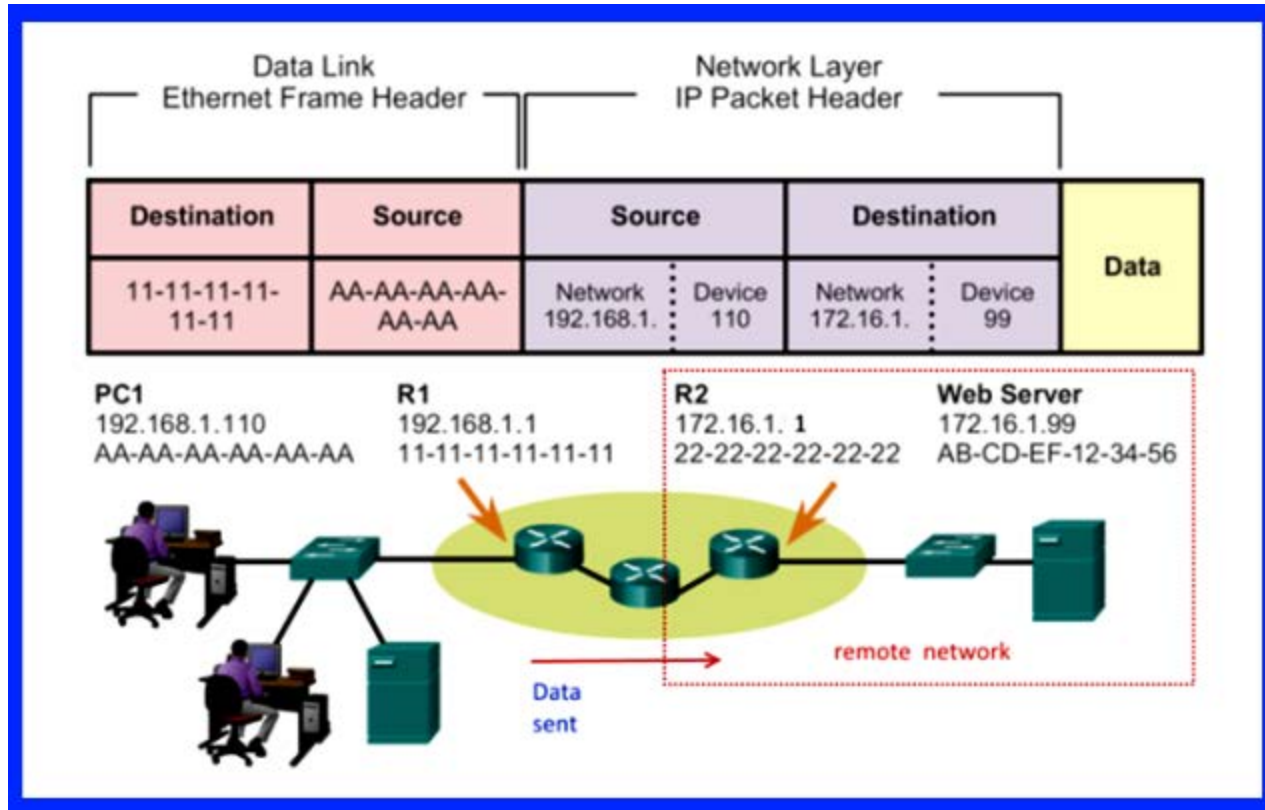 Data Link
Ethernet Frame Header
Network Layer
IP Packet Header
Destination
Source
Source
Destination
Data
11-11-11-11-
11-11
AA-AA-AA-AA-
AA-AA
Network
192.168.1.
Device
110
Network
172.16.1.
Device
99
PC1
192.168.1.110
AA-AA-AA-AA-AA-AA
R1
192.168.1.1
11-11-11-11-11-11
R2
172.16.1. 1
22-22-22-22-22-22
Web Server
172.16.1.99
AB-CD-EF-12-34-56
remote network
Data
sent